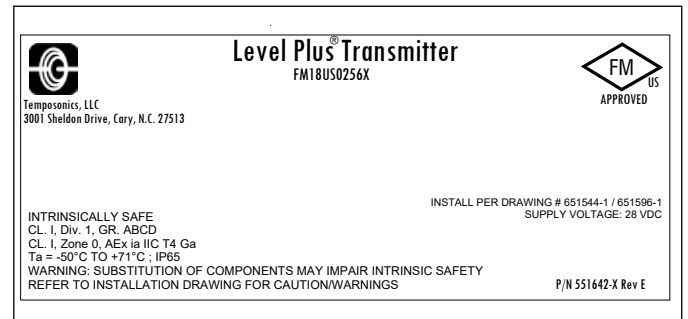 Level Plus® Transmitter
FM18US0256X
FM
US
APPROVED
Temposonics, LLC
3001 Sheldon Drive, Cary, N.C. 27513
INSTALL PER DRAWING # 651544-1 / 651596-1
SUPPLY VOLTAGE: 28 VDC
INTRINSICALLY SAFE
CL. I, Div. 1, GR. ABCD
CL. I, Zone 0, AEx ia IIC T4 Ga
Ta = -50°C TO +71°C ; IP65
WARNING: SUBSTITUTION OF COMPONENTS MAY IMPAIR INTRINSIC SAFETY
REFER TO INSTALLATION DRAWING FOR CAUTION/WARNINGS
P/N 551642-X Rev E